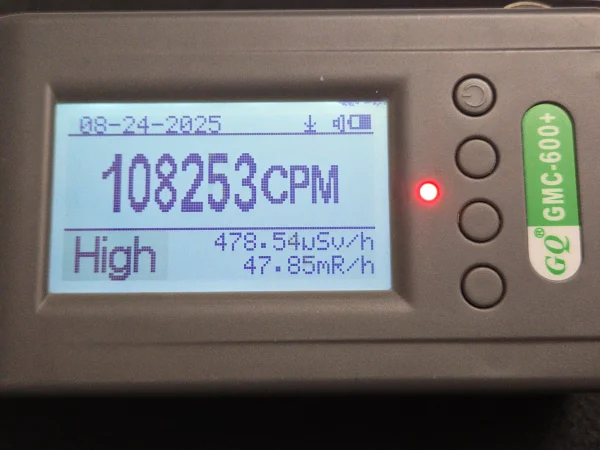 08-24-2025
108253CPM
High
478.54uSv/h
47.85mR/h
GQ® GMC-600+